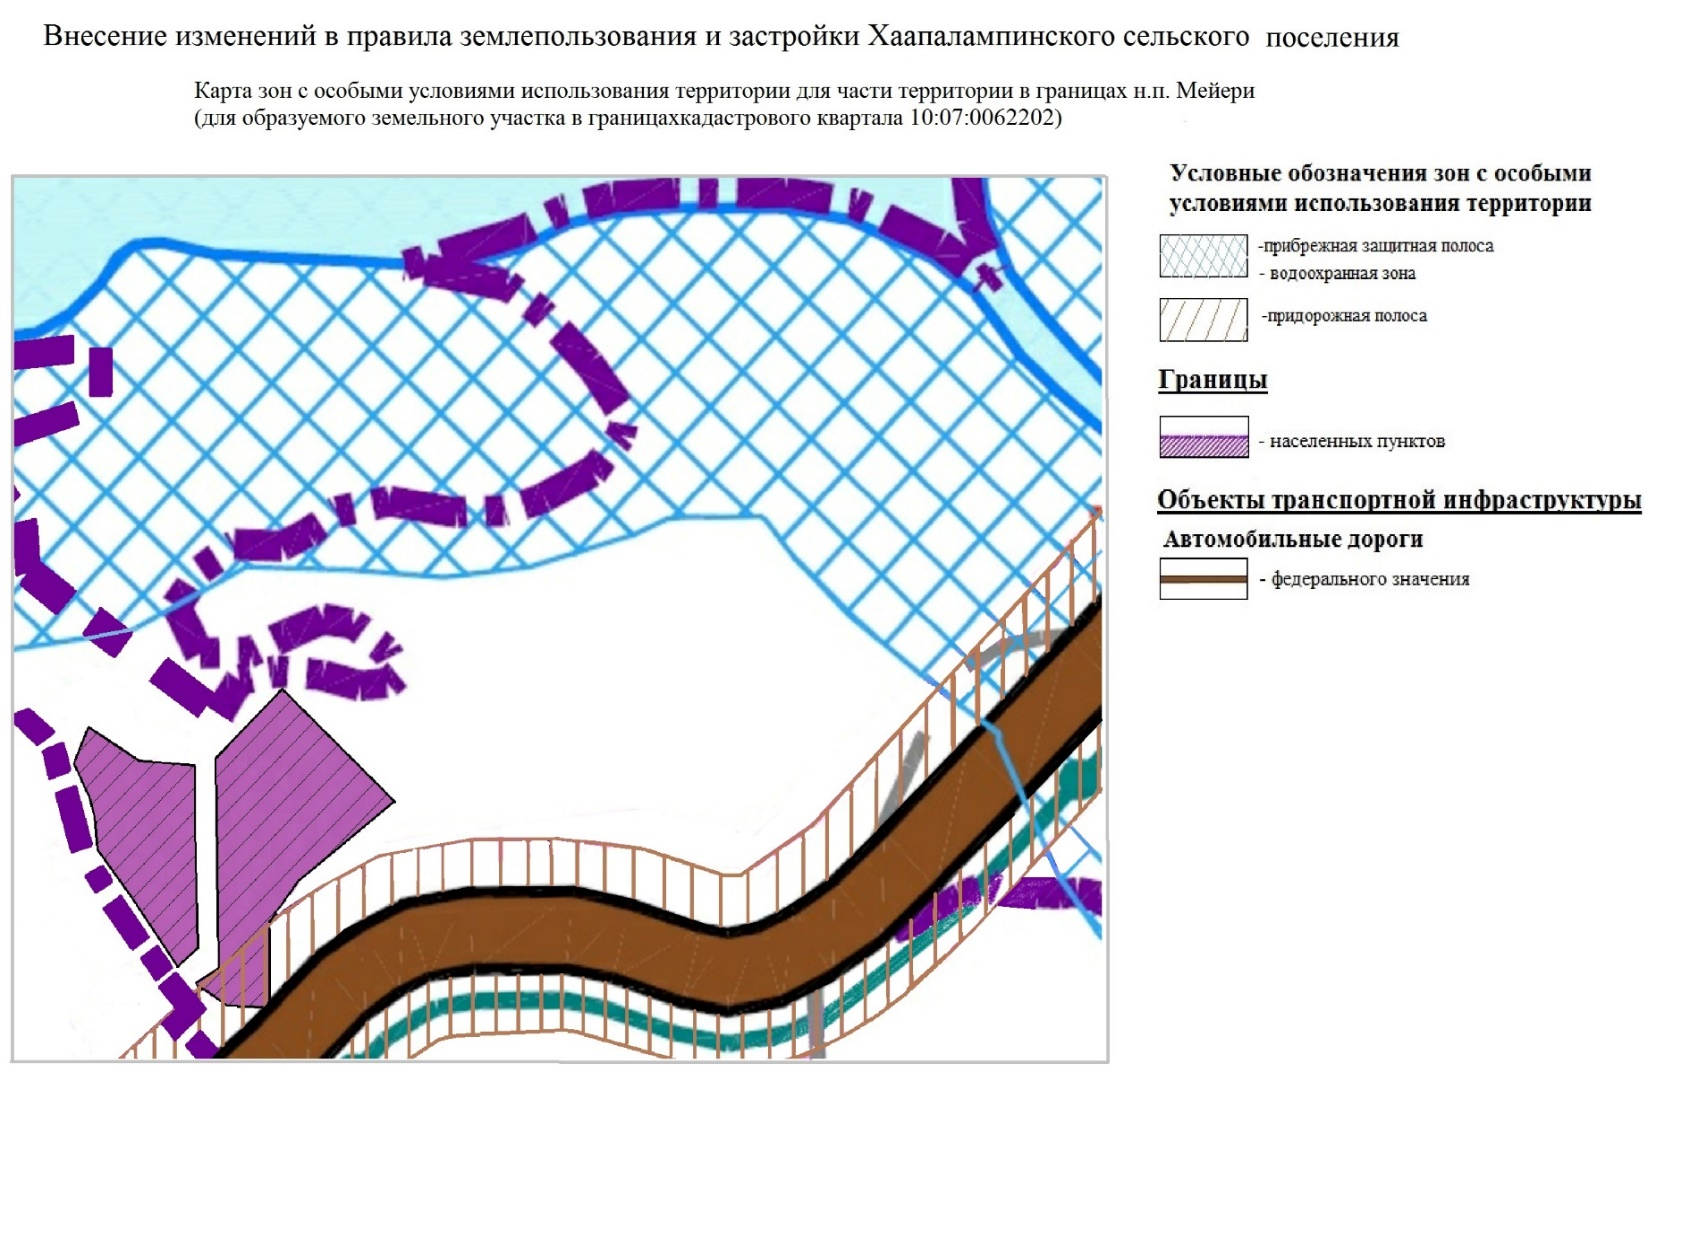 Внесение изменений в правила землепользования и застройки Хаапалампинского сельского поселения
Карта зон с особыми условиями использования территории для части территории в границах н.п. Мейери
(для образуемого земельного участка в границахкадастрового квартала 10:07:0062202)
Условные обозначения зон с особыми
условиями использования территории
-прибрежная защитная полоса
- водоохранная зона
-придорожная полоса
Границы
- населенных пунктов
Объекты транспортной инфраструктуры
Автомобильные дороги
- федерального значения